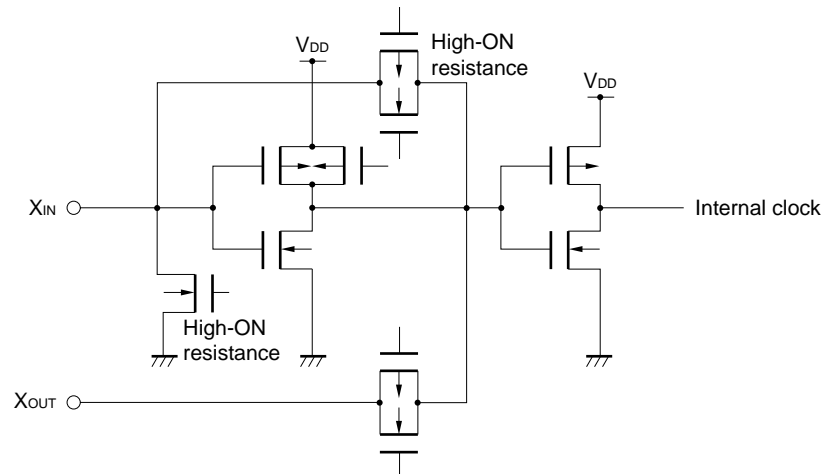 VDD
High-ON
resistance
VDD
XIN
Internal clock
High-ON
resistance
XOUT